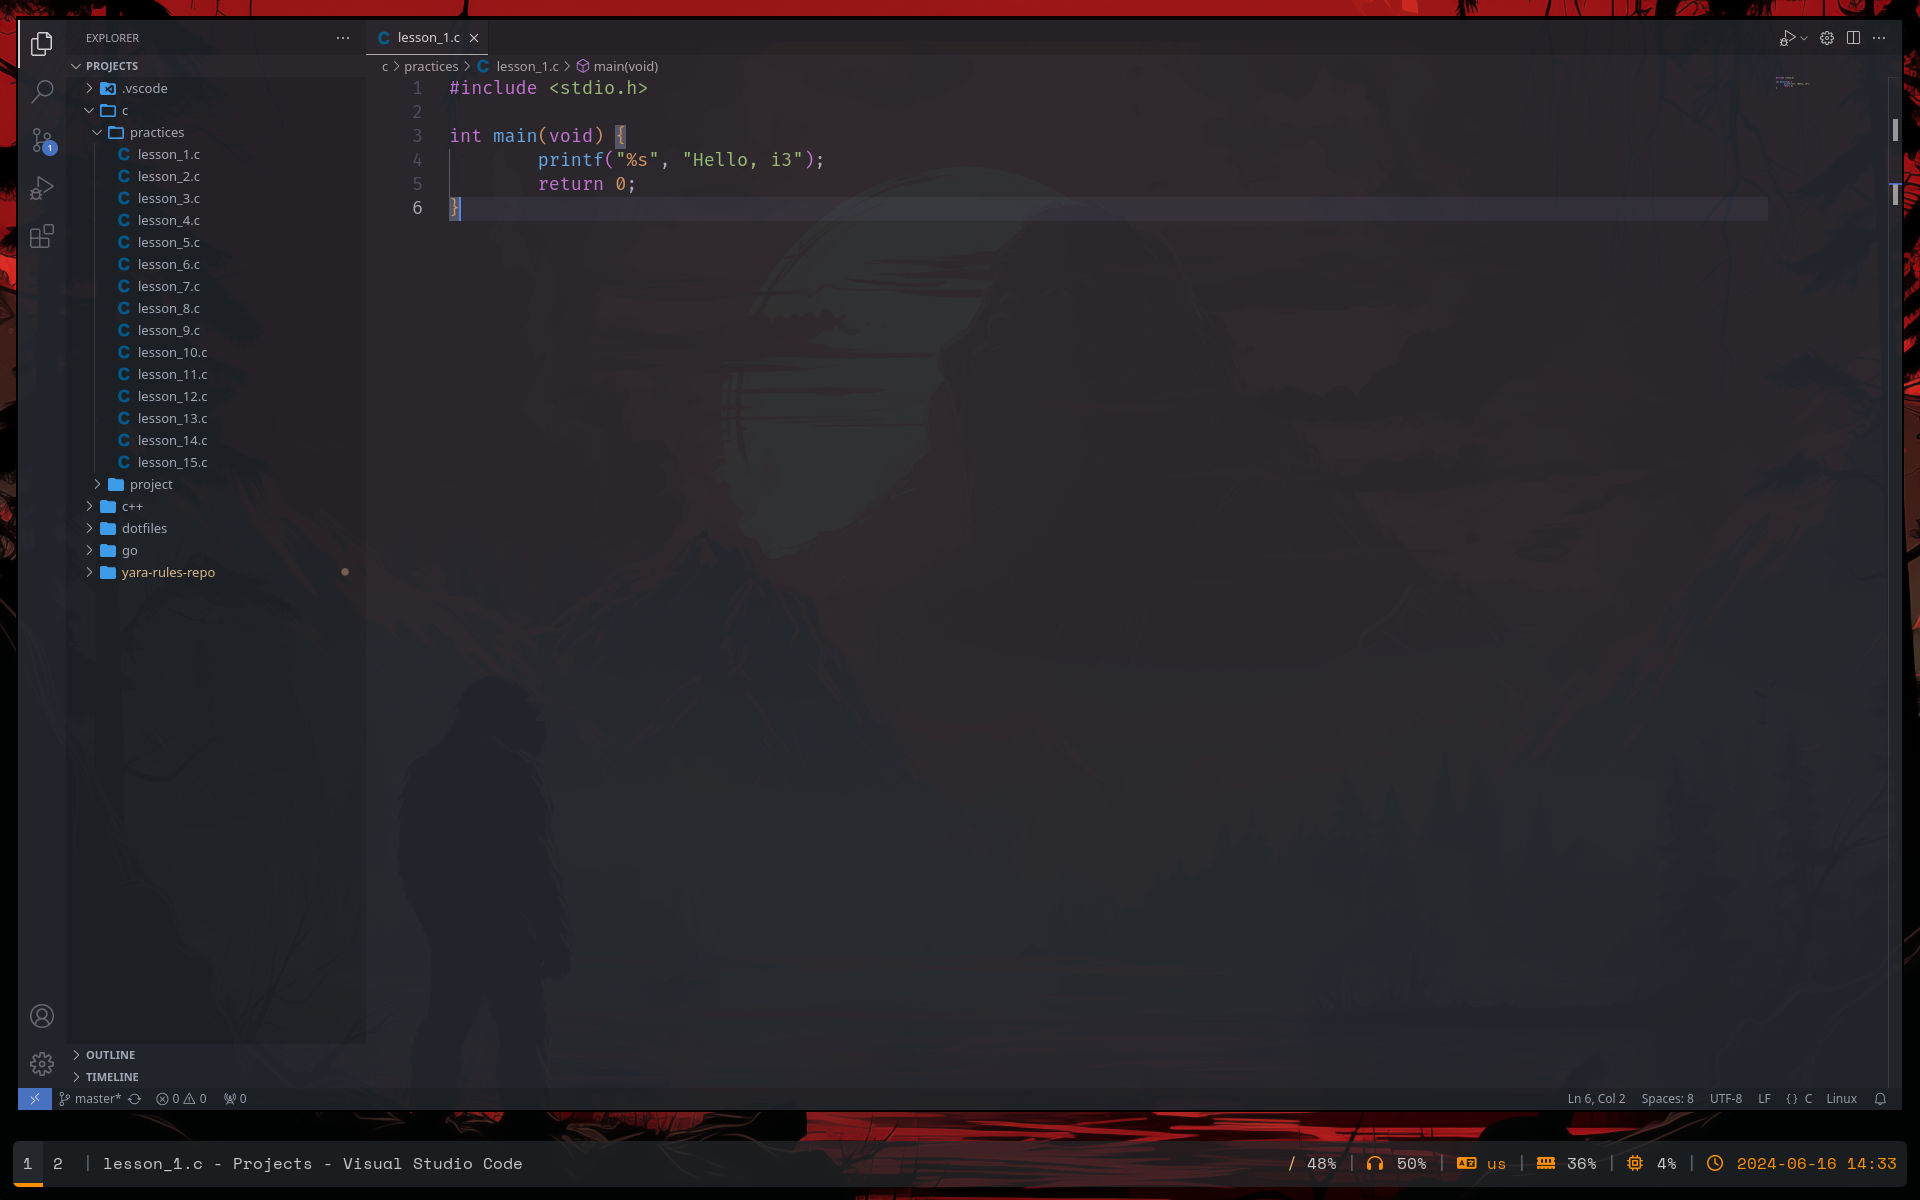 EXPLORER
PROJECTS
.vscode
c
practices
lesson_1.c
lesson_2.c
lesson_3.c
lesson_4.c
lesson_5.c
lesson_6.c
lesson_7.c
lesson_8.c
lesson_9.c
lesson_10.c
lesson_11.c
lesson_12.c
lesson_13.c
lesson_14.c
lesson_15.c
project
c++
dotfiles
go
yara-rules-repo
OUTLINE
TIMELINE
1
lesson_1.c
c > practices > C lesson_1.c > main(void)
1 #include <stdio.h>
2
3 int main(void) {
4 printf("%s", "Hello, i3");
5 return 0;
6 }
master* 0 0 0
Ln 6, Col 2 Spaces: 8 UTF-8 LF {} C Linux
1 2 | lesson_1.c - Projects - Visual Studio Code
/ 48% | 50% | us | 36% | 4% | 2024-06-16 14:33